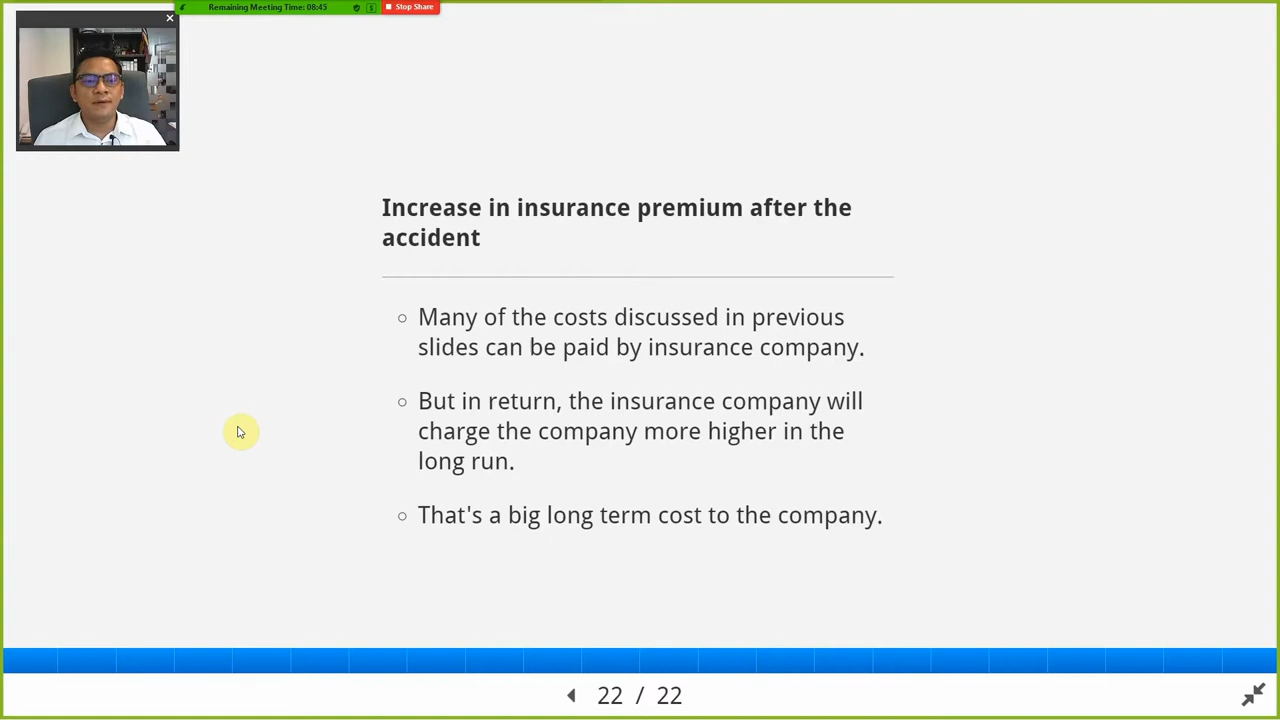 Remaining Meeting Time: 08:45
Stop Share
Increase in insurance premium after the
accident
Many of the costs discussed in previous
slides can be paid by insurance company.
But in return, the insurance company will
charge the company more higher in the
long run.
That's a big long term cost to the company.
22 / 22